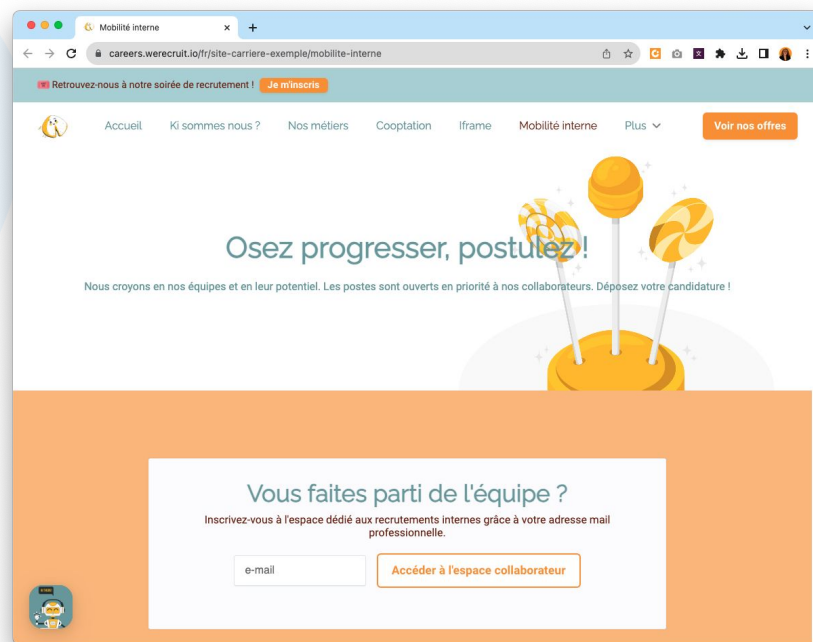 Mobilité interne
careers.werecruit.io/fr/site-carriere-exemple/mobilite-interne
Retrouvez-nous à notre soirée de recrutement ! Je m'inscris
Accueil Ki sommes nous ? Nos métiers Cooptation Iframe Mobilité interne Plus Voir nos offres
Osez progresser, postulez !
Nous croyons en nos équipes et en leur potentiel. Les postes sont ouverts en priorité à nos collaborateurs. Déposez votre candidature !
Vous faites parti de l'équipe ?
Inscrivez-vous à l'espace dédié aux recrutements internes grâce à votre adresse mail
professionnelle.
e-mail Accéder à l'espace collaborateur